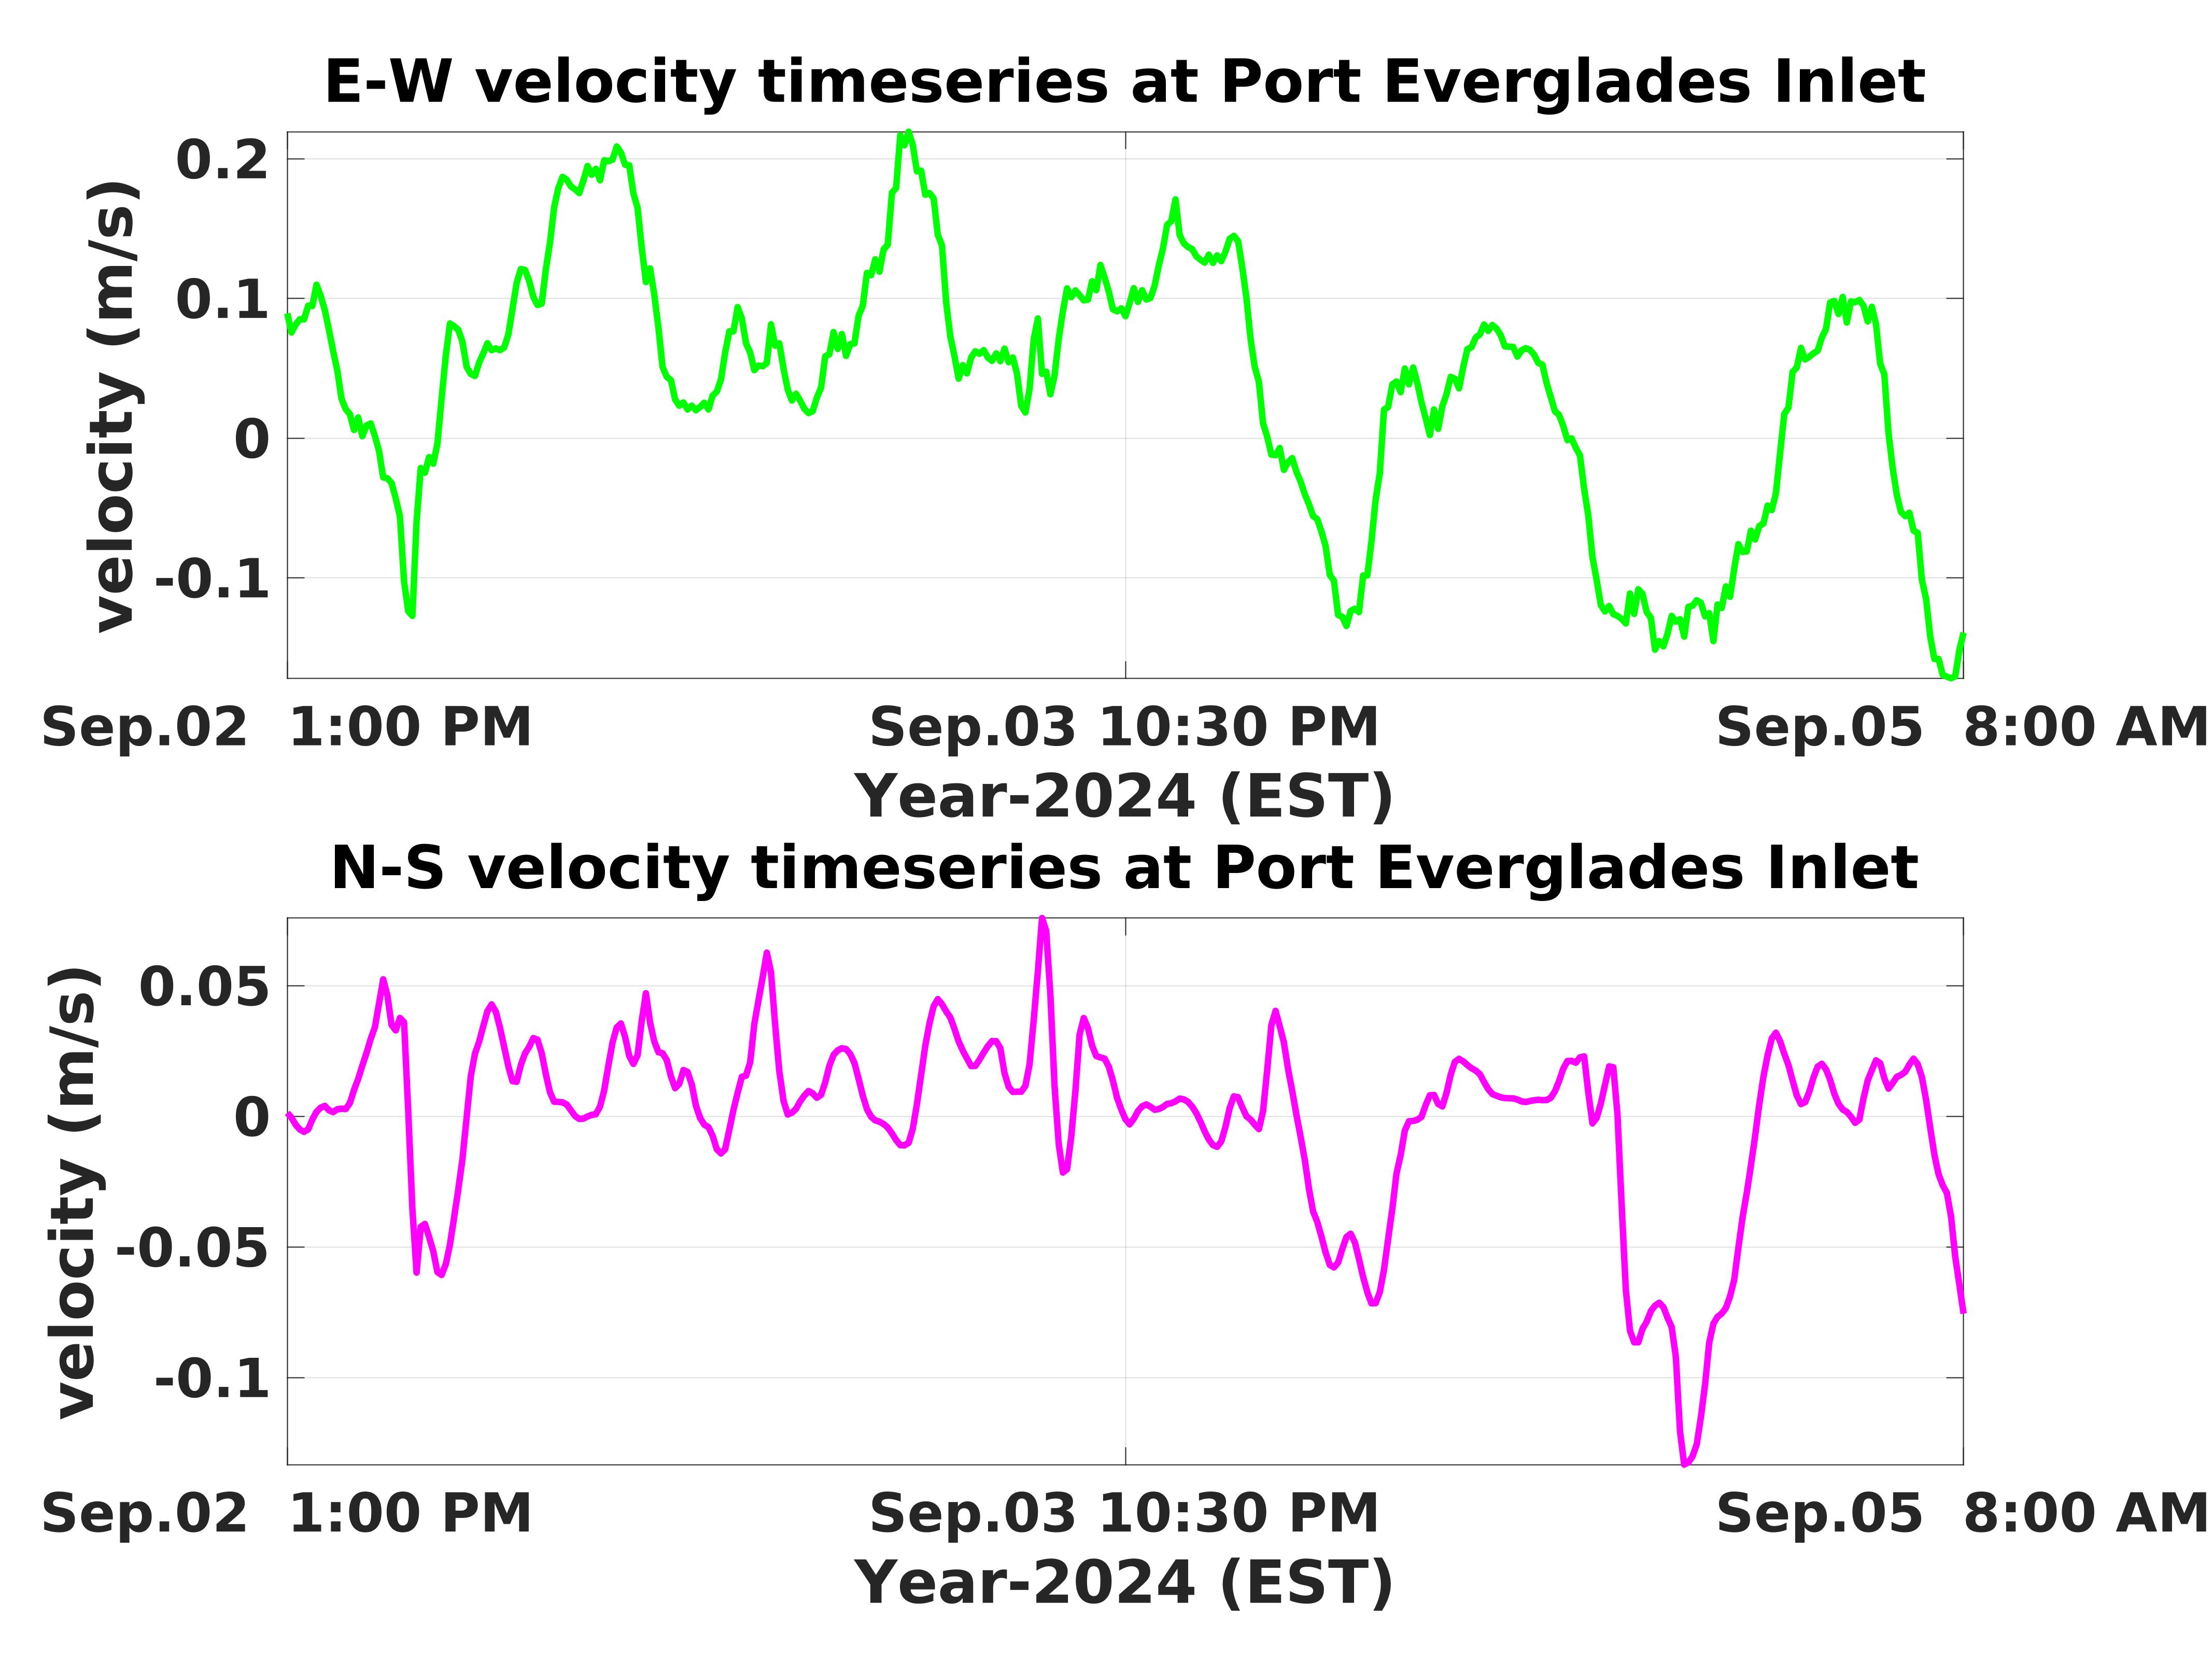 E-W velocity timeseries at Port Everglades Inlet
velocity (m/s)
0.2
0.1
0
-0.1
Sep.02 1:00 PM
Sep.03 10:30 PM
Sep.05 8:00 AM
Year-2024 (EST)
N-S velocity timeseries at Port Everglades Inlet
velocity (m/s)
0.05
0
-0.05
-0.1
Sep.02 1:00 PM
Sep.03 10:30 PM
Sep.05 8:00 AM
Year-2024 (EST)